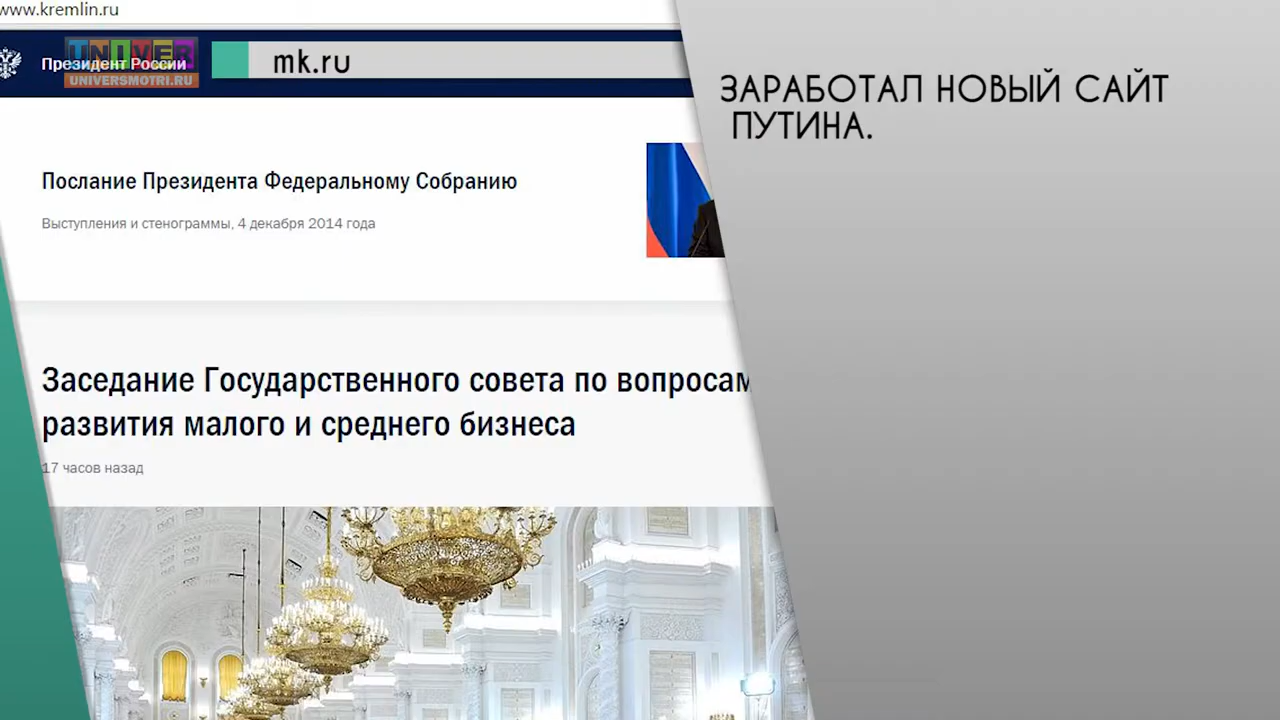 www.kremlin.ru
UNIVER
Президент России
UNIVERSMOTRI.RU
mk.ru
ЗАРАБОТАЛ НОВЫЙ САЙТ
ПУТИНА.
Послание Президента Федеральному Собранию
Выступления и стенограммы, 4 декабря 2014 года
Заседание Государственного совета по вопросам
развития малого и среднего бизнеса
17 часов назад